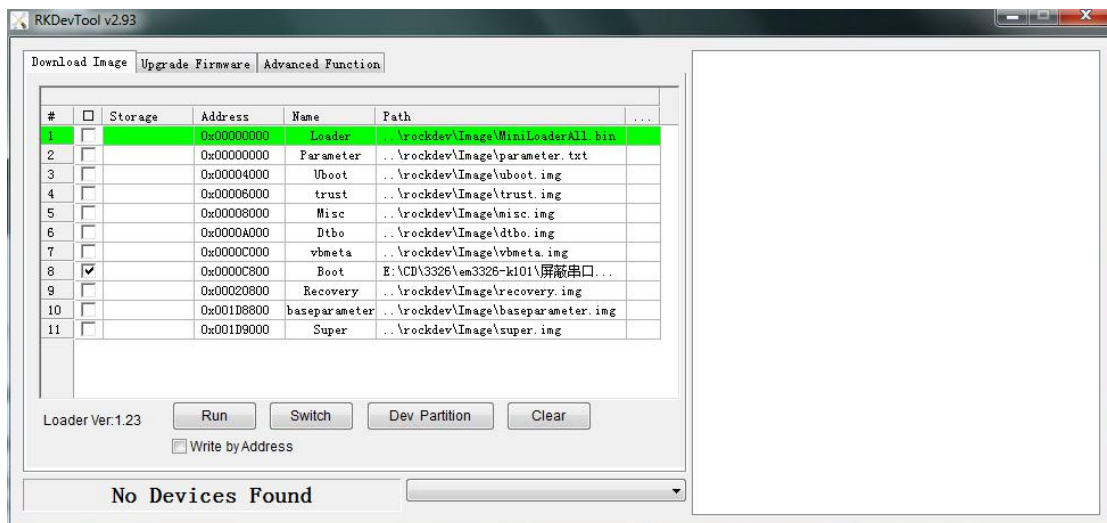 RKDevTool v2.93
Download Image Upgrade Firmware Advanced Function
# Storage Address Name Path ...
1 0x00000000 Loader ..\rockdev\Image\MiniLoaderAll.bin
2 0x00000000 Parameter ..\rockdev\Image\parameter.txt
3 0x00004000 Uboot ..\rockdev\Image\uboot.img
4 0x00006000 trust ..\rockdev\Image\trust.img
5 0x00008000 Misc ..\rockdev\Image\misc.img
6 0x0000A000 Dtbo ..\rockdev\Image\dtbo.img
7 0x0000C000 vbmeta ..\rockdev\Image\vbmeta.img
8 0x0000C800 Boot E:\CD\3326\em3326-k101\屏蔽串口...
9 0x00020800 Recovery ..\rockdev\Image\recovery.img
10 0x001D8800 baseparameter ..\rockdev\Image\baseparameter.img
11 0x001D9000 Super ..\rockdev\Image\super.img
Loader Ver:1.23 Run Switch Dev Partition Clear
Write by Address
No Devices Found